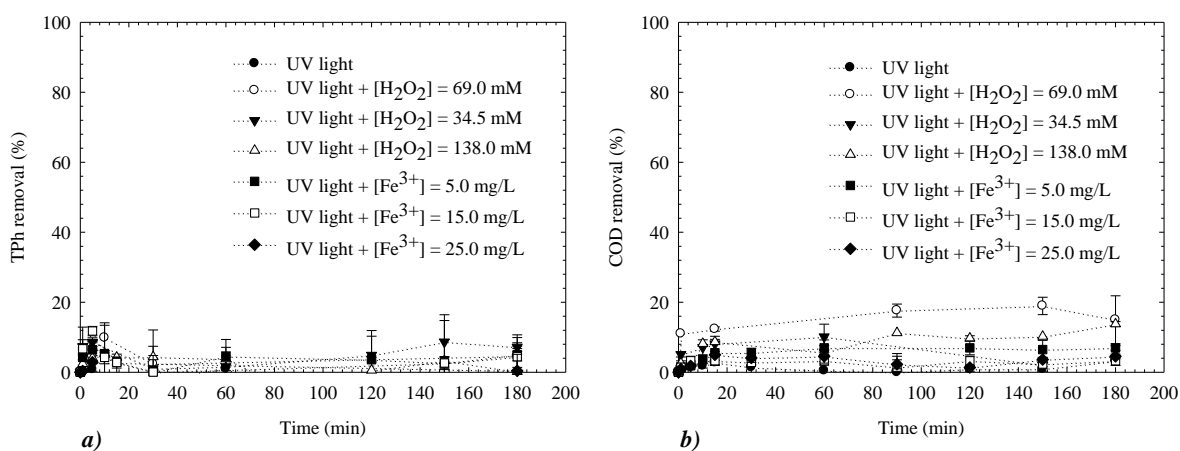 100
80
60
40
20
0
TPh removal (%)
UV light
UV light + [H2O2] = 69.0 mM
UV light + [H2O2] = 34.5 mM
UV light + [H2O2] = 138.0 mM
UV light + [Fe3+] = 5.0 mg/L
UV light + [Fe3+] = 15.0 mg/L
UV light + [Fe3+] = 25.0 mg/L
0 20 40 60 80 100 120 140 160 180 200
Time (min)
a)
100
80
60
40
20
0
COD removal (%)
UV light
UV light + [H2O2] = 69.0 mM
UV light + [H2O2] = 34.5 mM
UV light + [H2O2] = 138.0 mM
UV light + [Fe3+] = 5.0 mg/L
UV light + [Fe3+] = 15.0 mg/L
UV light + [Fe3+] = 25.0 mg/L
0 20 40 60 80 100 120 140 160 180 200
Time (min)
b)